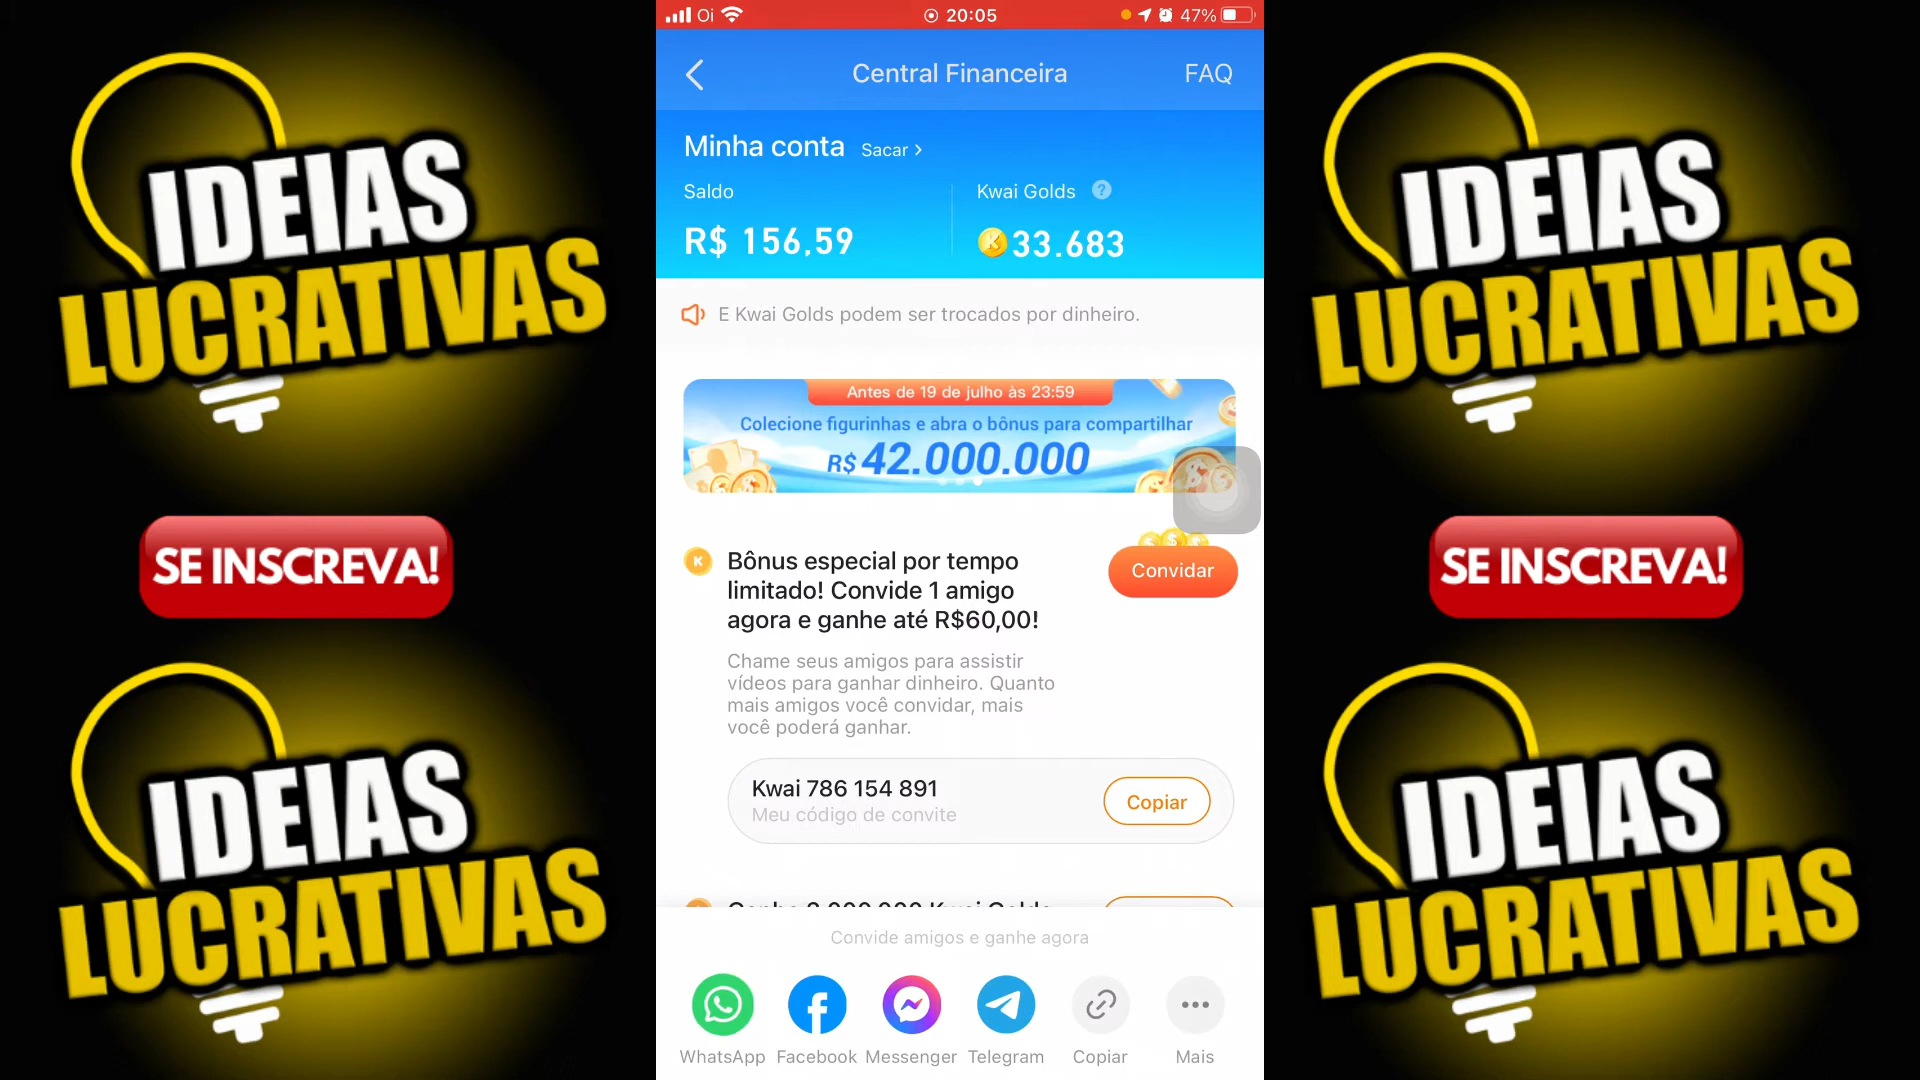 IDEIAS
LUCRATIVAS
SE INSCREVA!
IDEIAS
LUCRATIVAS
Oi
20:05
47%
Central Financeira
FAQ
Minha conta
Sacar >
Saldo
Kwai Golds ?
R$ 156,59
K 33.683
E Kwai Golds podem ser trocados por dinheiro.
Antes de 19 de julho às 23:59
Colecione figurinhas e abra o bônus para compartilhar
R$ 42.000.000
K
Bônus especial por tempo
limitado! Convide 1 amigo
agora e ganhe até R$60,00!
Convidar
Chame seus amigos para assistir
vídeos para ganhar dinheiro. Quanto
mais amigos você convidar, mais
você poderá ganhar.
Kwai 786 154 891
Meu código de convite
Copiar
Kwai Golds
Convide amigos e ganhe agora
WhatsApp
Facebook
Messenger
Telegram
Copiar
Mais
IDEIAS
LUCRATIVAS
SE INSCREVA!
IDEIAS
LUCRATIVAS